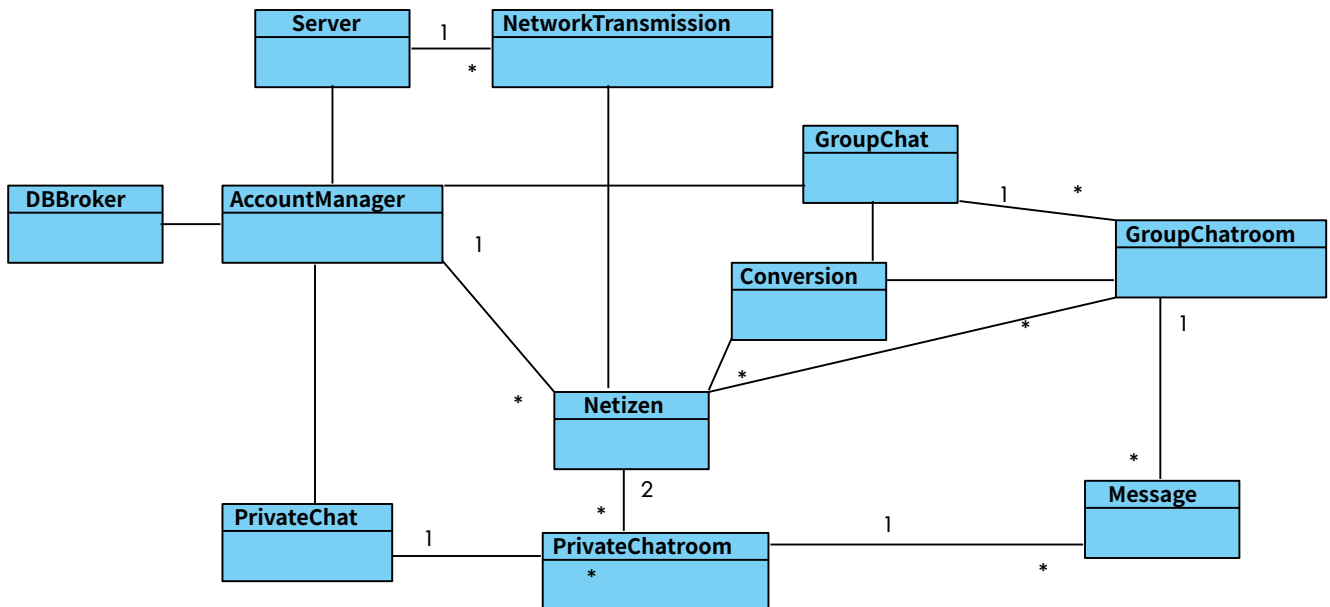 Server
1
*
NetworkTransmission
GroupChat
1
*
DBBroker
AccountManager
1
*
GroupChatroom
Conversion
*
*
1
*
Netizen
2
*
Message
PrivateChat
1
PrivateChatroom
*
1
*